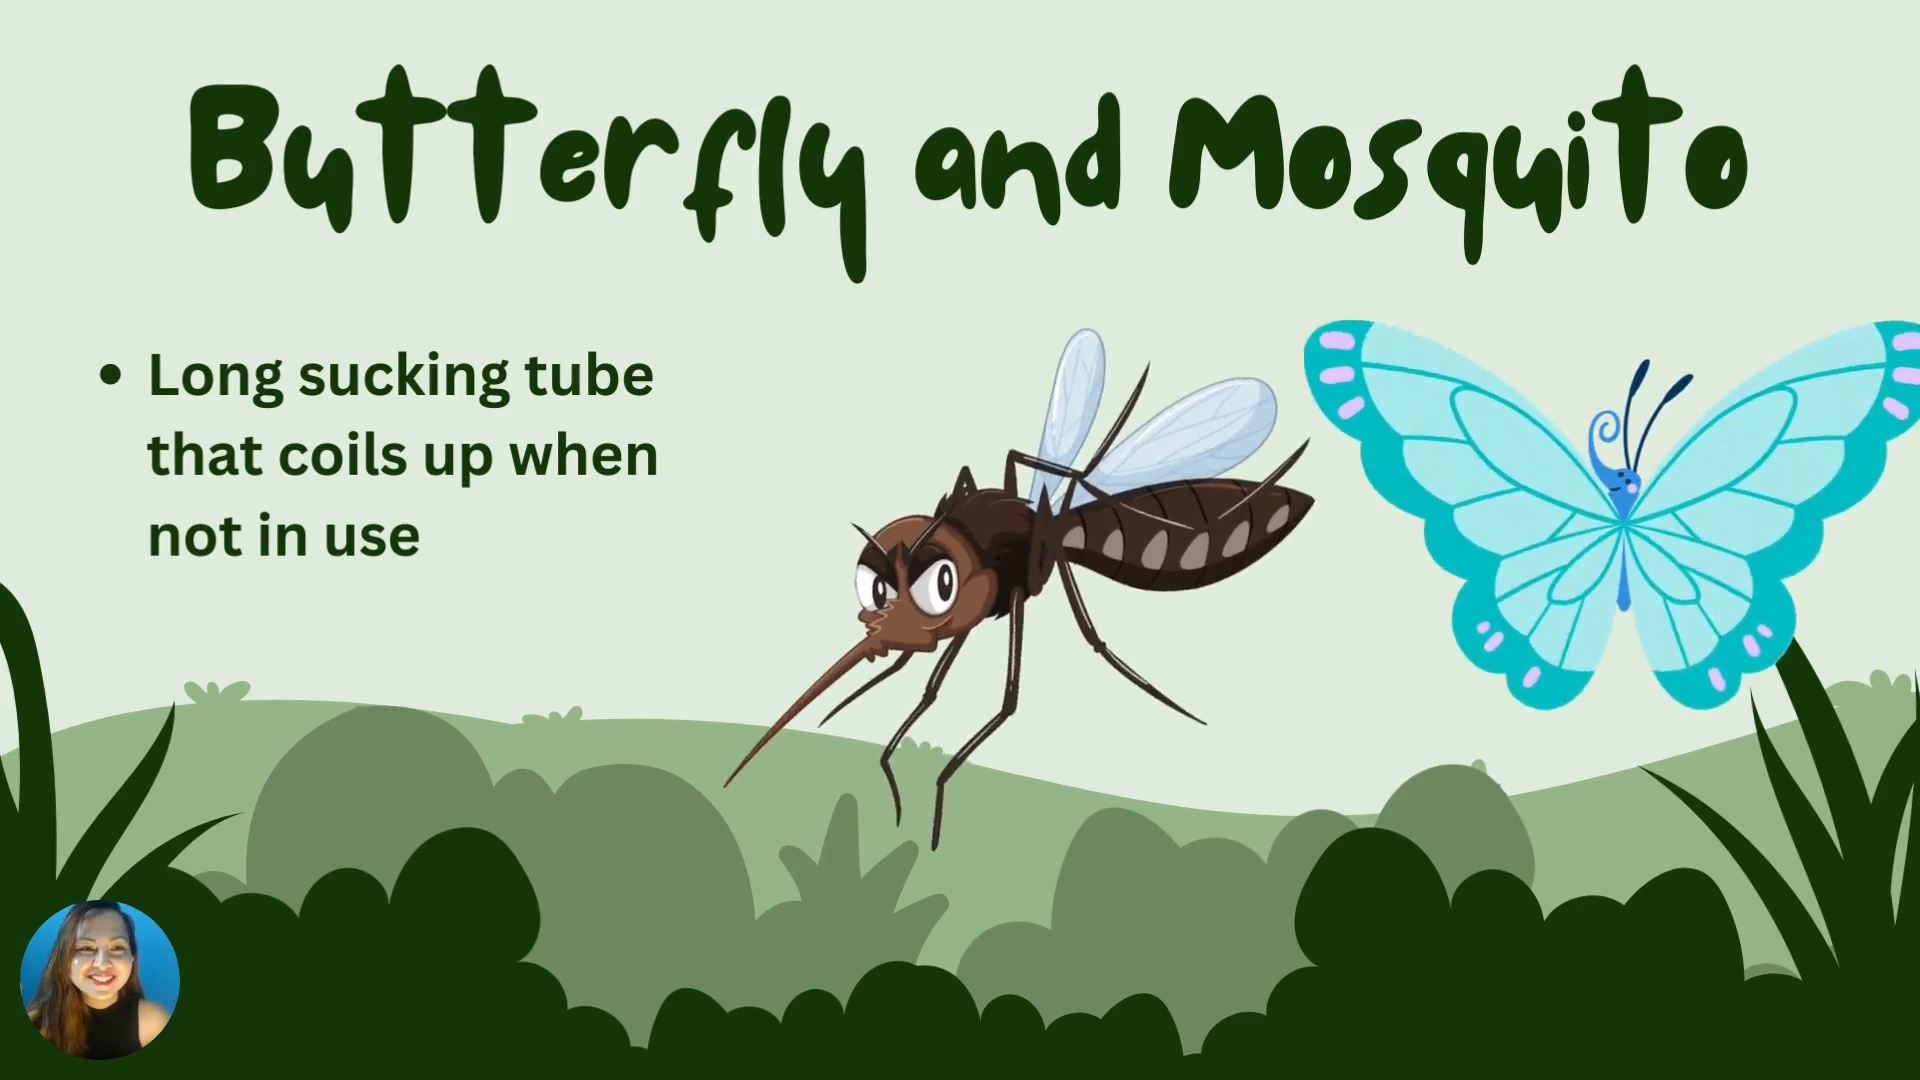 Butterfly and Mosquito
• Long sucking tube
that coils up when
not in use